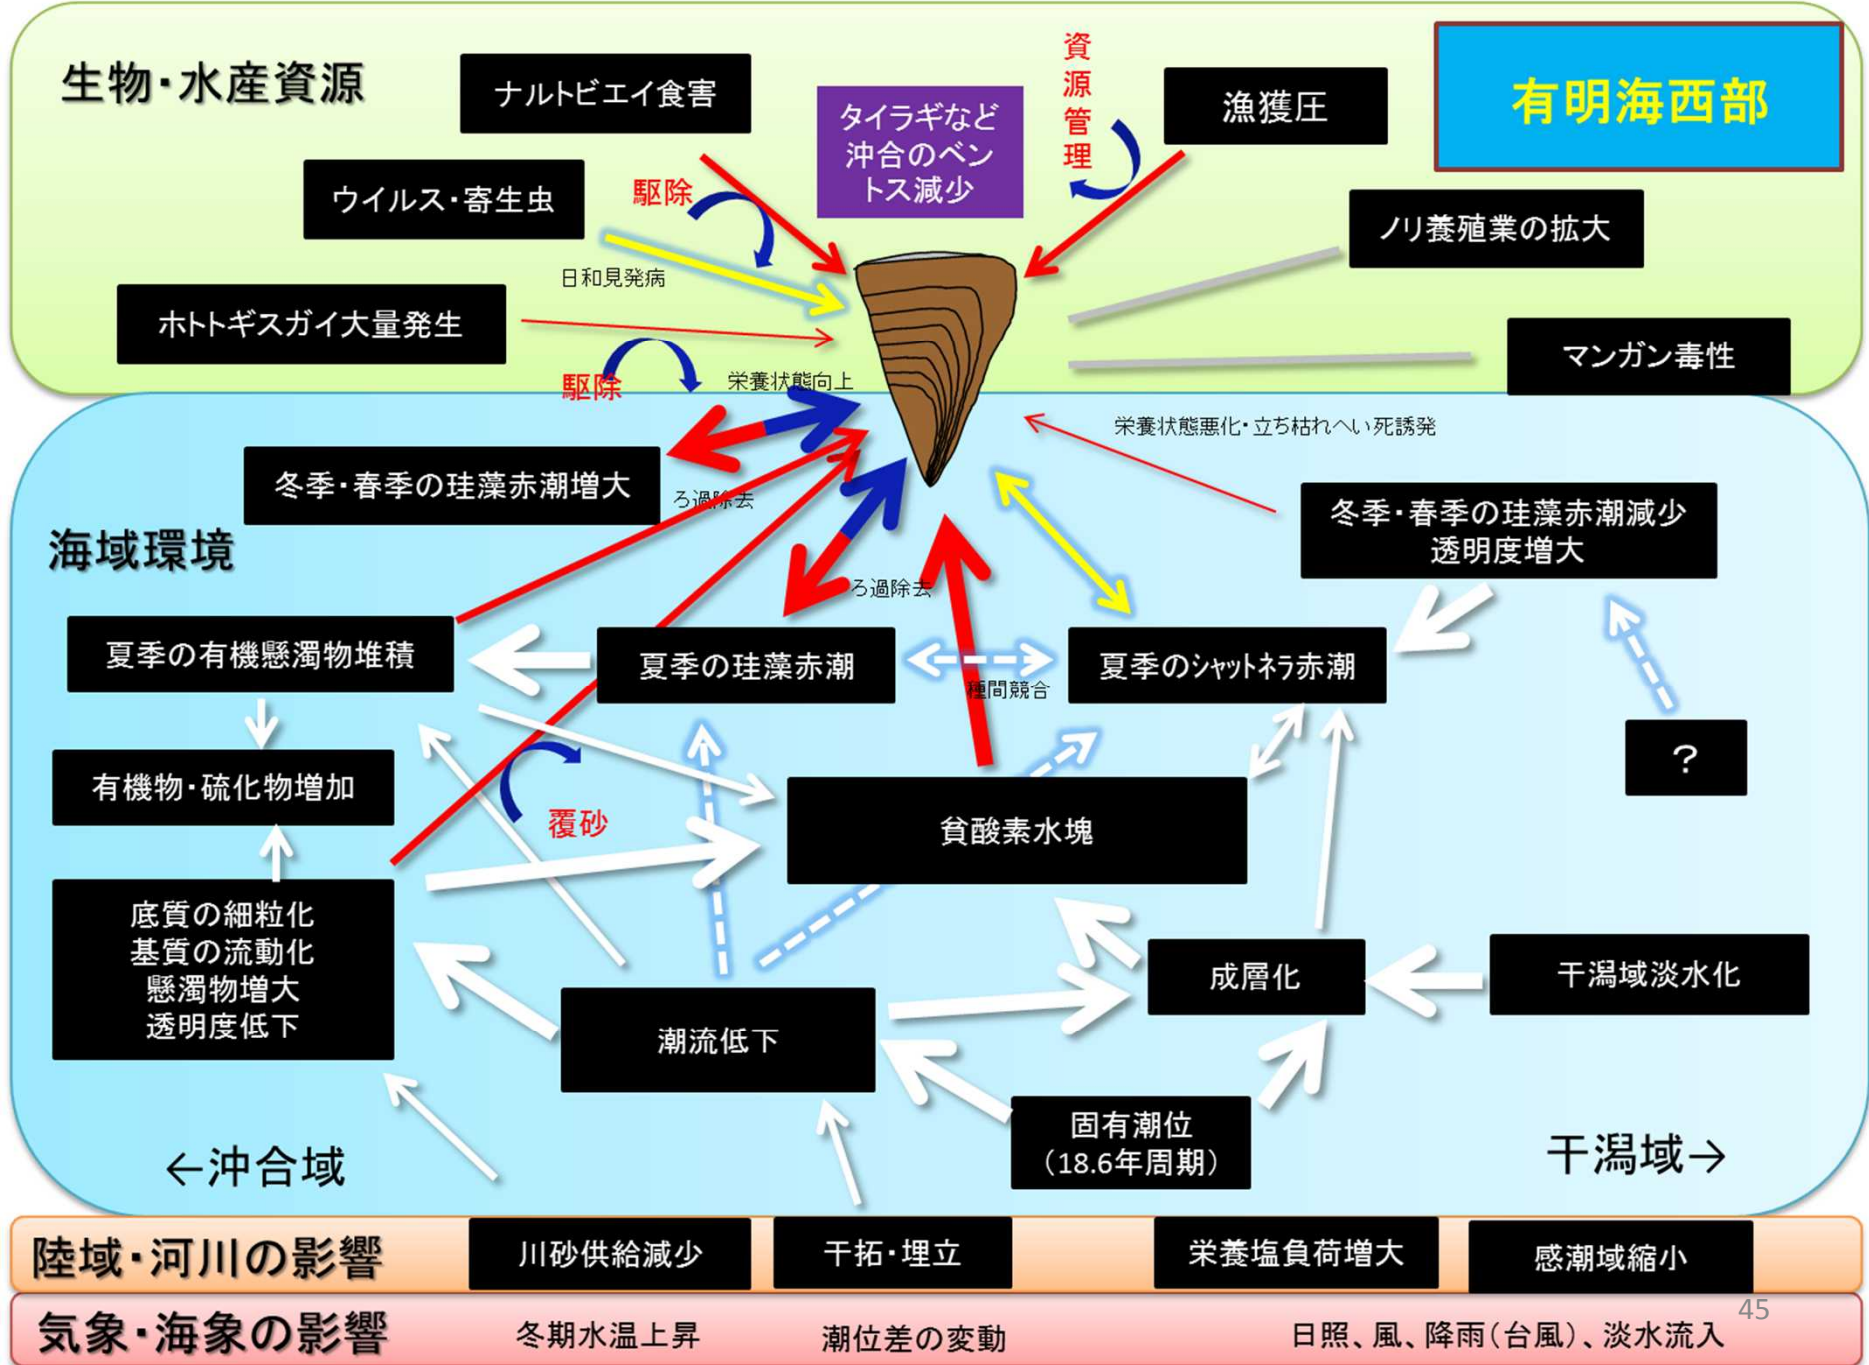 生物・水産資源
ナルトビエイ食害
タイラギなど
沖合のベン
トス減少
資
源
管
理
漁獲圧
有明海西部
ウイルス・寄生虫
駆除
ノリ養殖業の拡大
日和見発病
ホトトギスガイ大量発生
マンガン毒性
駆除
栄養状態向上
栄養状態悪化・立ち枯れへい死誘発
冬季・春季の珪藻赤潮増大
ろ過除去
冬季・春季の珪藻赤潮減少
透明度増大
海域環境
ろ過除去
夏季の有機懸濁物堆積
夏季の珪藻赤潮
種間競合
夏季のシャットネラ赤潮
?
有機物・硫化物増加
覆砂
貧酸素水塊
底質の細粒化
基質の流動化
懸濁物増大
透明度低下
成層化
干潟域淡水化
潮流低下
固有潮位
(18.6年周期)
←沖合域
干潟域→
陸域・河川の影響
川砂供給減少
干拓・埋立
栄養塩負荷増大
感潮域縮小
気象・海象の影響
冬期水温上昇
潮位差の変動
日照、風、降雨(台風)、淡水流入
45